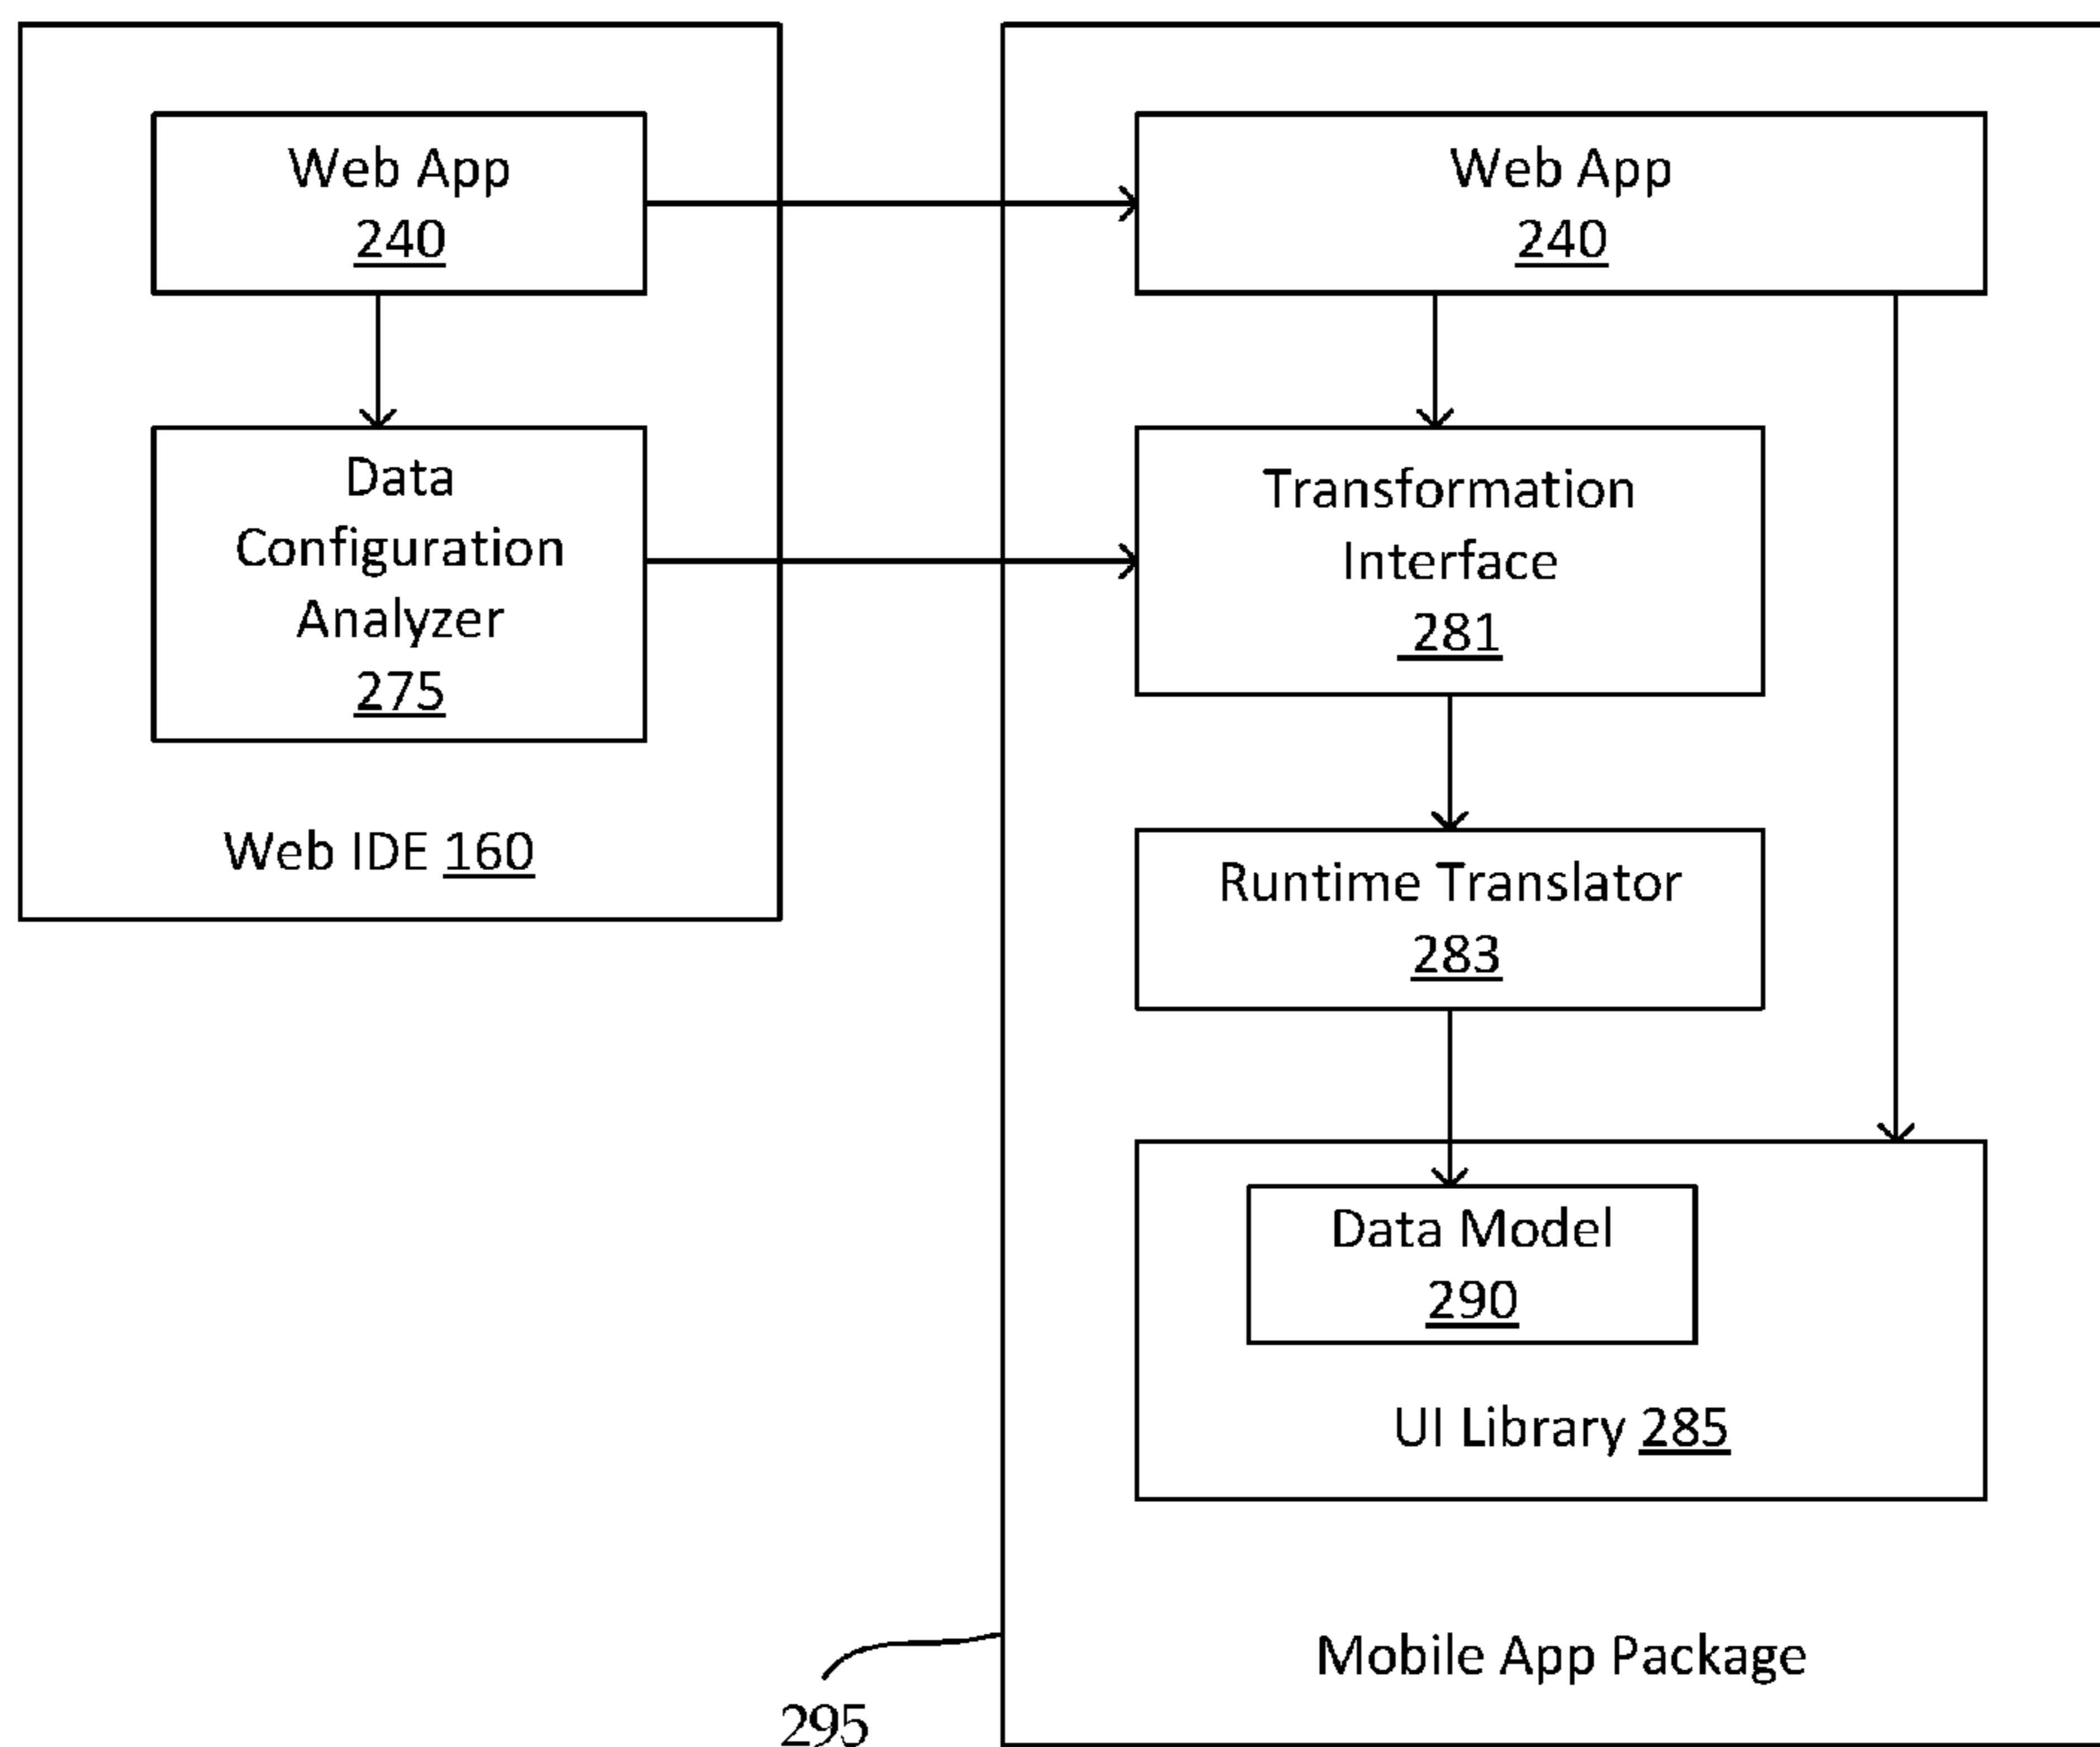 Web App
240
Data
Configuration
Analyzer
275
Web IDE 160
Web App
240
Transformation
Interface
281
Runtime Translator
283
Data Model
290
UI Library 285
Mobile App Package
295